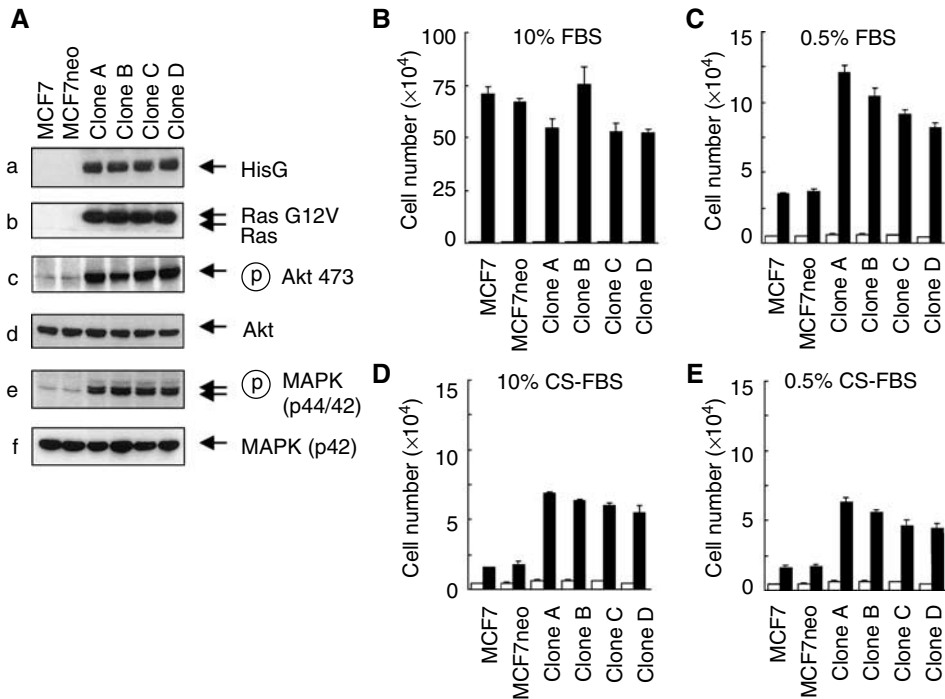 A
MCF7
MCF7neo
Clone A
Clone B
Clone C
Clone D
a
HisG
b
Ras G12V
Ras
c
p Akt 473
d
Akt
e
p MAPK
(p44/42)
f
MAPK (p42)
B
10% FBS
Cell number (×10⁴)
100
75
50
25
0
MCF7
MCF7neo
Clone A
Clone B
Clone C
Clone D
C
0.5% FBS
Cell number (×10⁴)
15
10
5
0
MCF7
MCF7neo
Clone A
Clone B
Clone C
Clone D
D
10% CS-FBS
Cell number (×10⁴)
15
10
5
0
MCF7
MCF7neo
Clone A
Clone B
Clone C
Clone D
E
0.5% CS-FBS
Cell number (×10⁴)
15
10
5
0
MCF7
MCF7neo
Clone A
Clone B
Clone C
Clone D